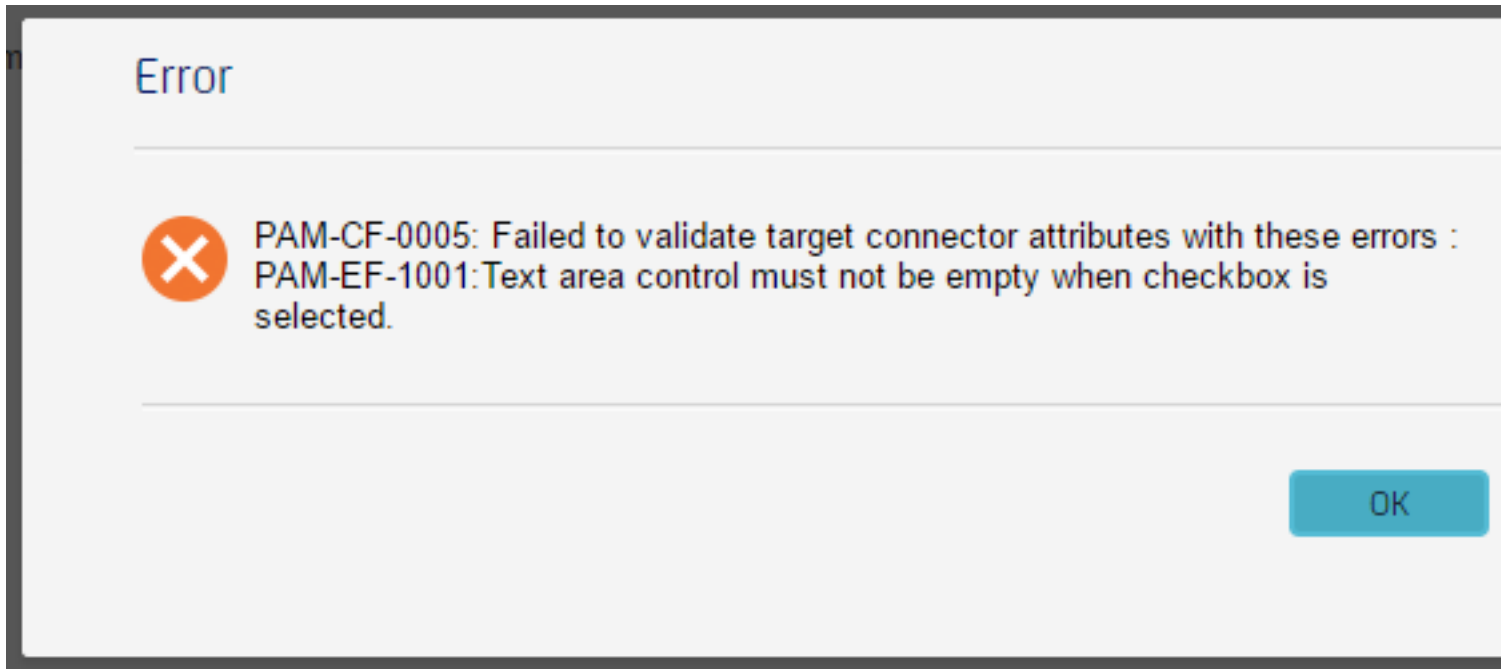 m
Error
PAM-CF-0005: Failed to validate target connector attributes with these errors :
PAM-EF-1001:Text area control must not be empty when checkbox is
selected.
OK